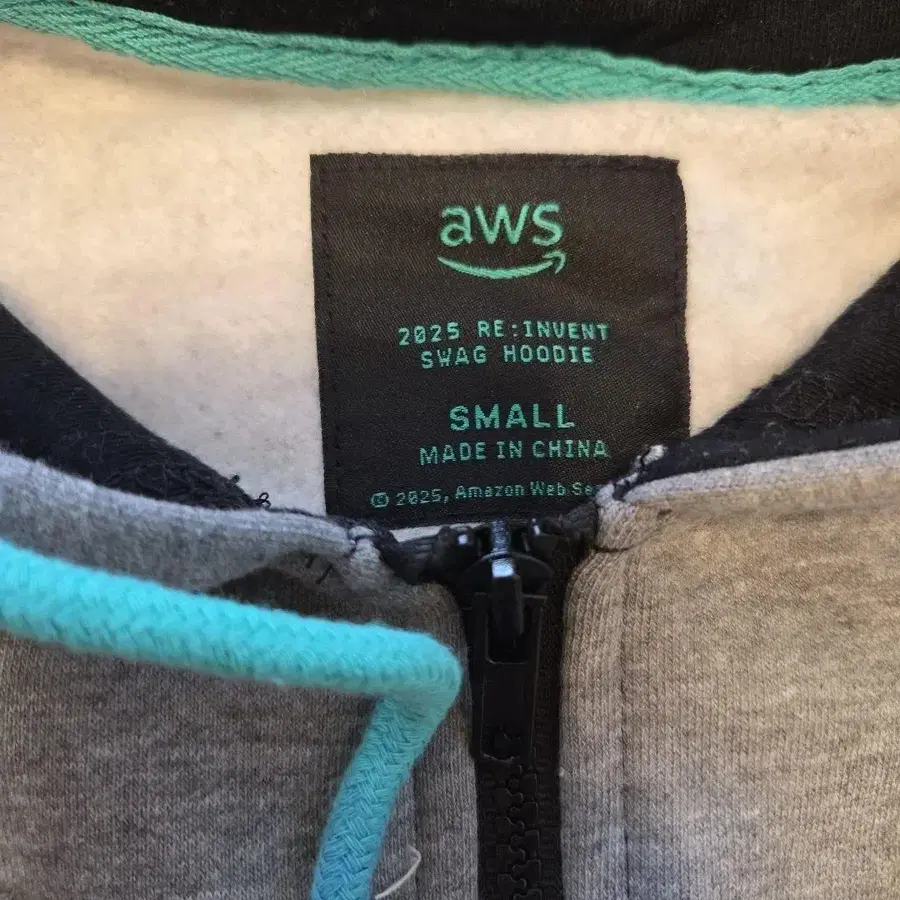 aws
2025 RE:INVENT
SWAG HOODIE
SMALL
MADE IN CHINA
© 2025, Amazon Web